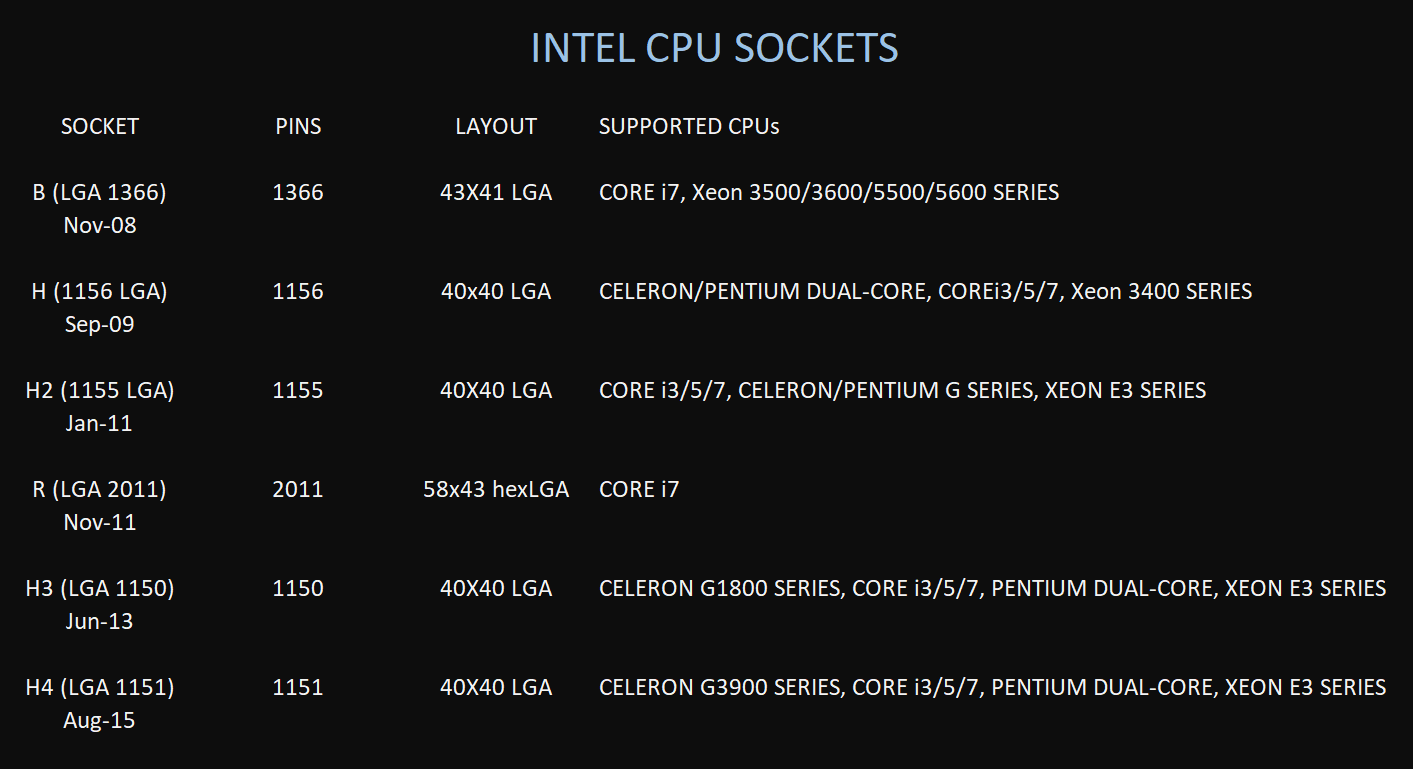 INTEL CPU SOCKETS
SOCKET PINS LAYOUT SUPPORTED CPUs
B (LGA 1366) 1366 43X41 LGA CORE i7, Xeon 3500/3600/5500/5600 SERIES
Nov-08
H (1156 LGA) 1156 40x40 LGA CELERON/PENTIUM DUAL-CORE, COREi3/5/7, Xeon 3400 SERIES
Sep-09
H2 (1155 LGA) 1155 40X40 LGA CORE i3/5/7, CELERON/PENTIUM G SERIES, XEON E3 SERIES
Jan-11
R (LGA 2011) 2011 58x43 hexLGA CORE i7
Nov-11
H3 (LGA 1150) 1150 40X40 LGA CELERON G1800 SERIES, CORE i3/5/7, PENTIUM DUAL-CORE, XEON E3 SERIES
Jun-13
H4 (LGA 1151) 1151 40X40 LGA CELERON G3900 SERIES, CORE i3/5/7, PENTIUM DUAL-CORE, XEON E3 SERIES
Aug-15